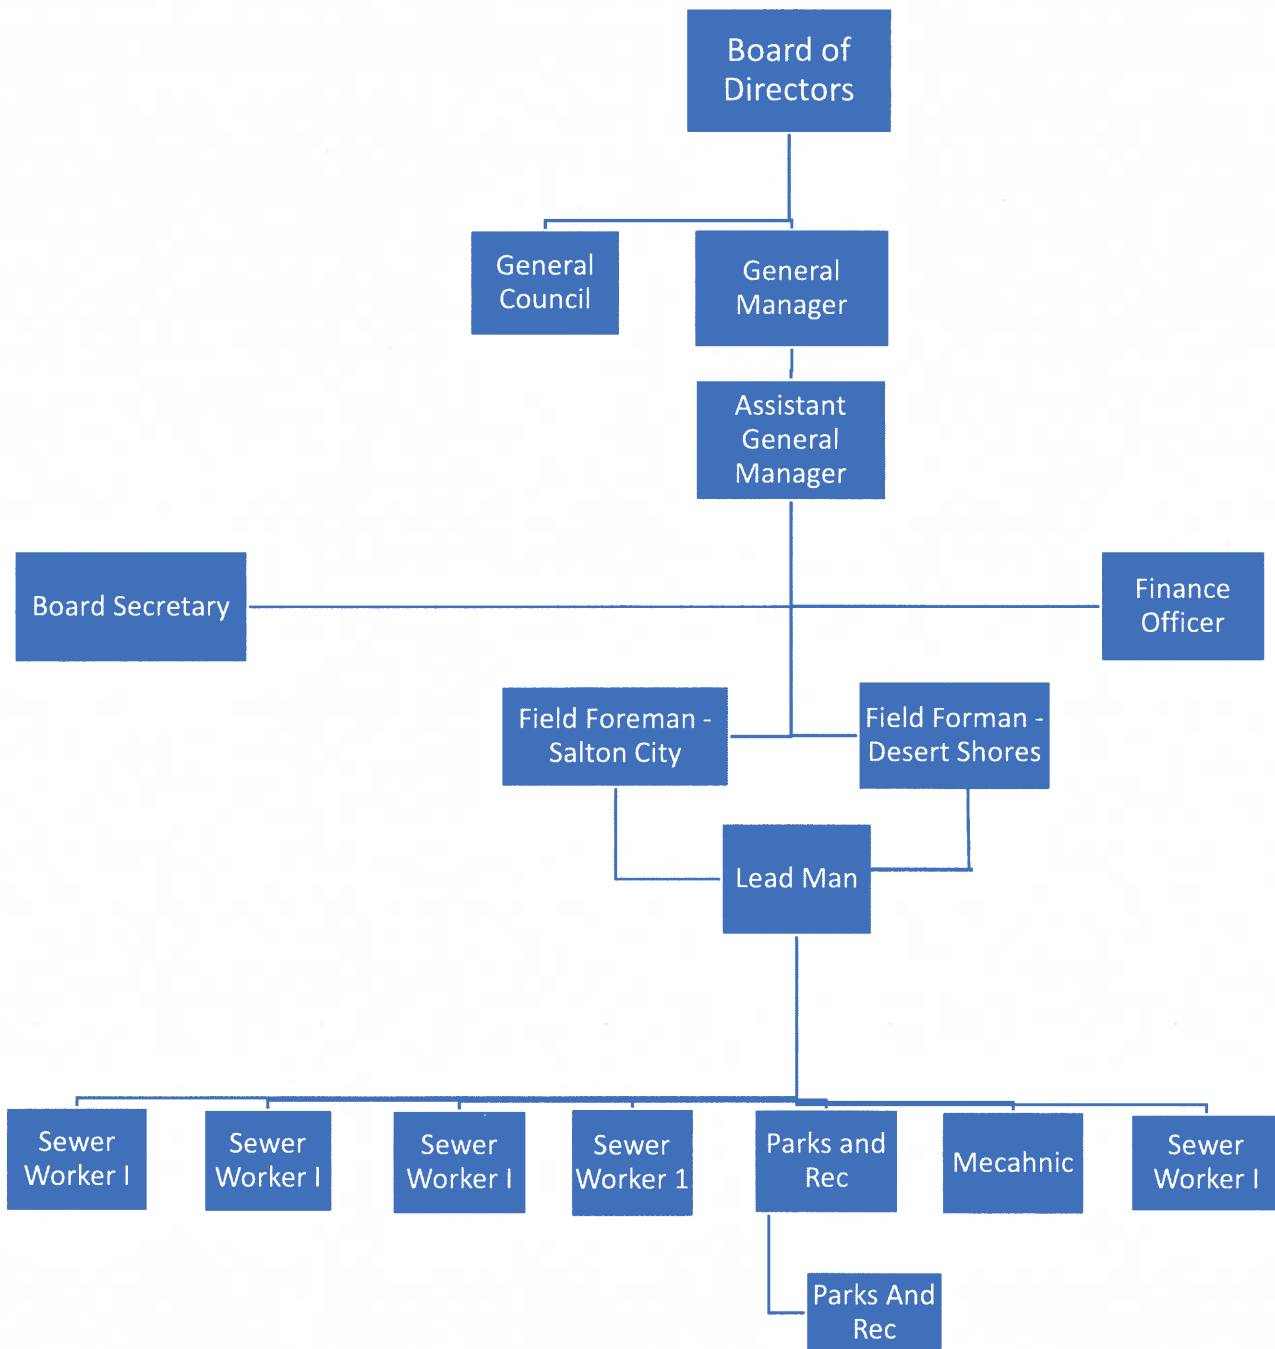 Board of
Directors
General
Council
General
Manager
Assistant
General
Manager
Board Secretary
Finance
Officer
Field Foreman -
Salton City
Field Forman -
Desert Shores
Lead Man
Sewer
Worker I
Sewer
Worker I
Sewer
Worker I
Sewer
Worker 1
Parks and
Rec
Mecahnic
Sewer
Worker I
Parks And
Rec